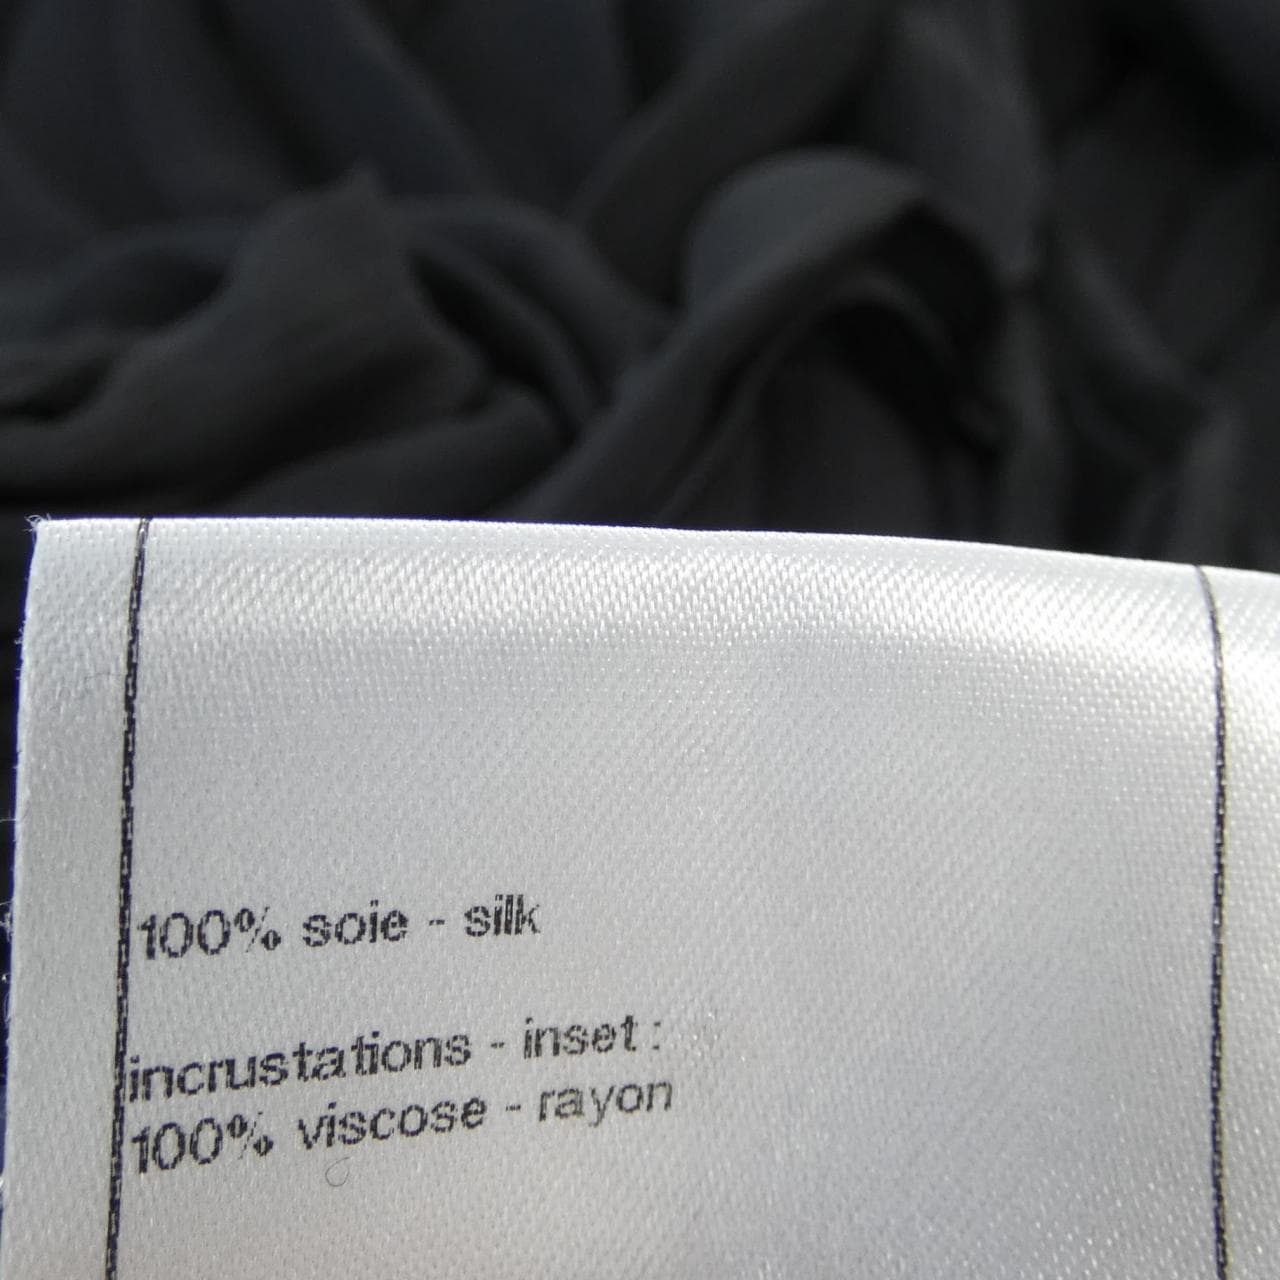 100% soie - silk
incrustations - inset :
100% viscose - rayon